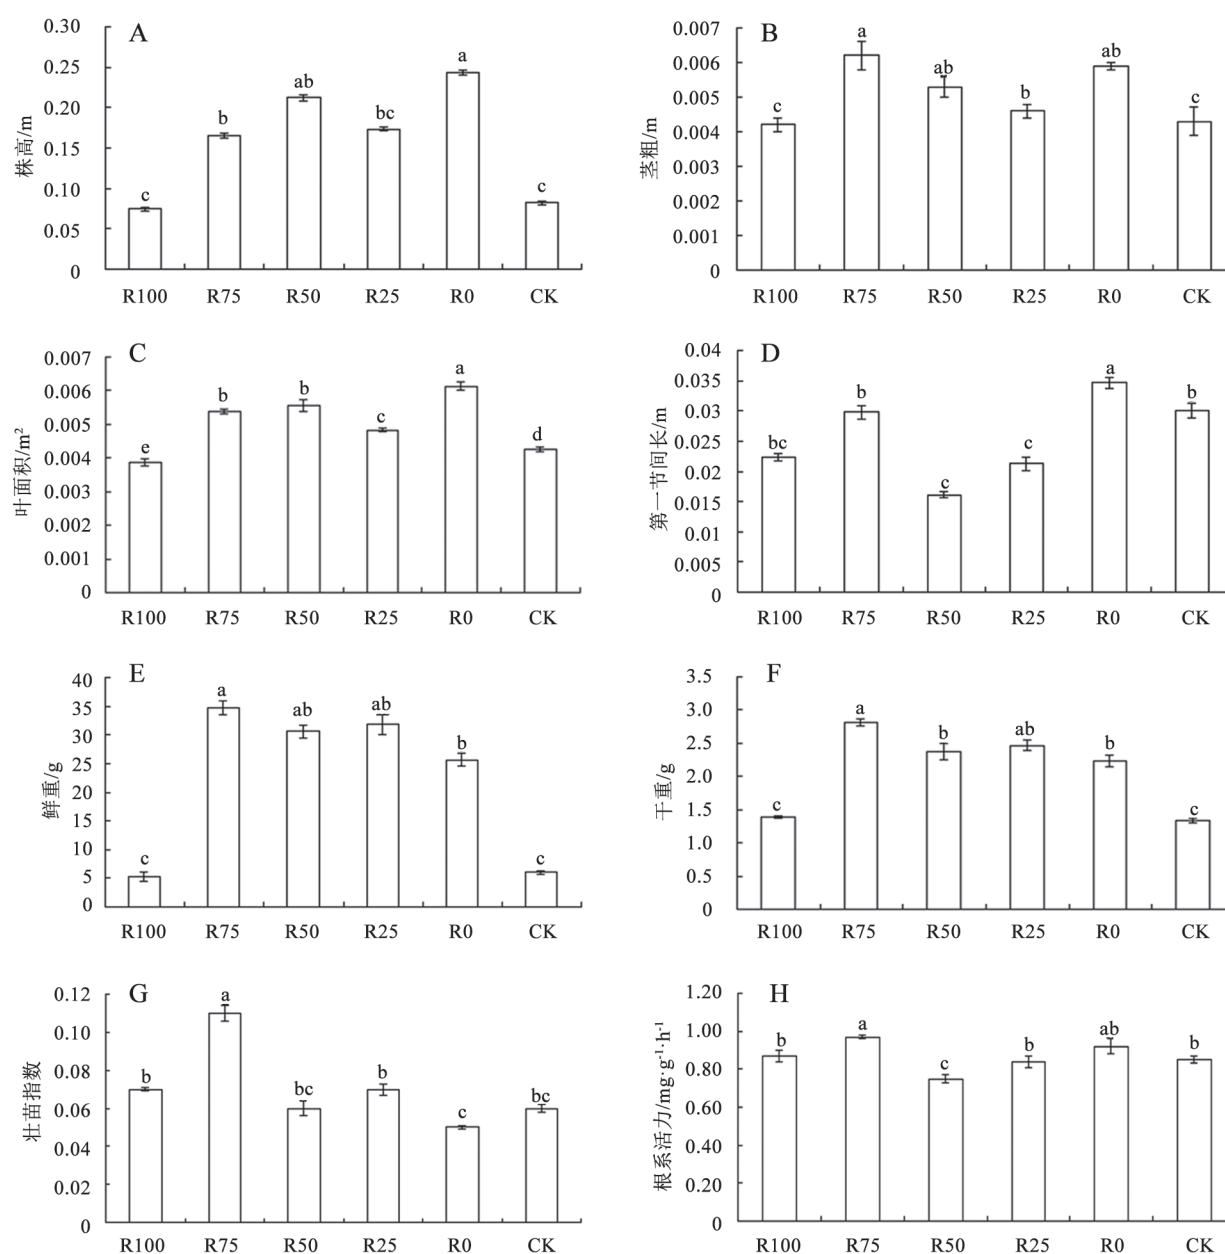 A
0.30
0.25
0.20
0.15
0.10
0.05
0
株高/m
c
b
ab
bc
a
c
R100 R75 R50 R25 R0 CK
B
0.007
0.006
0.005
0.004
0.003
0.002
0.001
0
茎粗/m
c
a
ab
b
ab
c
R100 R75 R50 R25 R0 CK
C
0.007
0.006
0.005
0.004
0.003
0.002
0.001
0
叶面积/m²
e
b
b
c
a
d
R100 R75 R50 R25 R0 CK
D
0.04
0.035
0.03
0.025
0.02
0.015
0.01
0.005
0
第一节间长/m
bc
b
c
c
a
b
R100 R75 R50 R25 R0 CK
E
40
35
30
25
20
15
10
5
0
鲜重/g
c
a
ab
ab
b
c
R100 R75 R50 R25 R0 CK
F
3.5
3.0
2.5
2.0
1.5
1.0
0.5
0
干重/g
c
a
b
ab
b
c
R100 R75 R50 R25 R0 CK
G
0.12
0.10
0.08
0.06
0.04
0.02
0
壮苗指数
b
a
bc
b
c
bc
R100 R75 R50 R25 R0 CK
H
1.20
1.00
0.80
0.60
0.40
0.20
0
根系活力/mg·g⁻¹·h⁻¹
b
a
c
b
ab
b
R100 R75 R50 R25 R0 CK